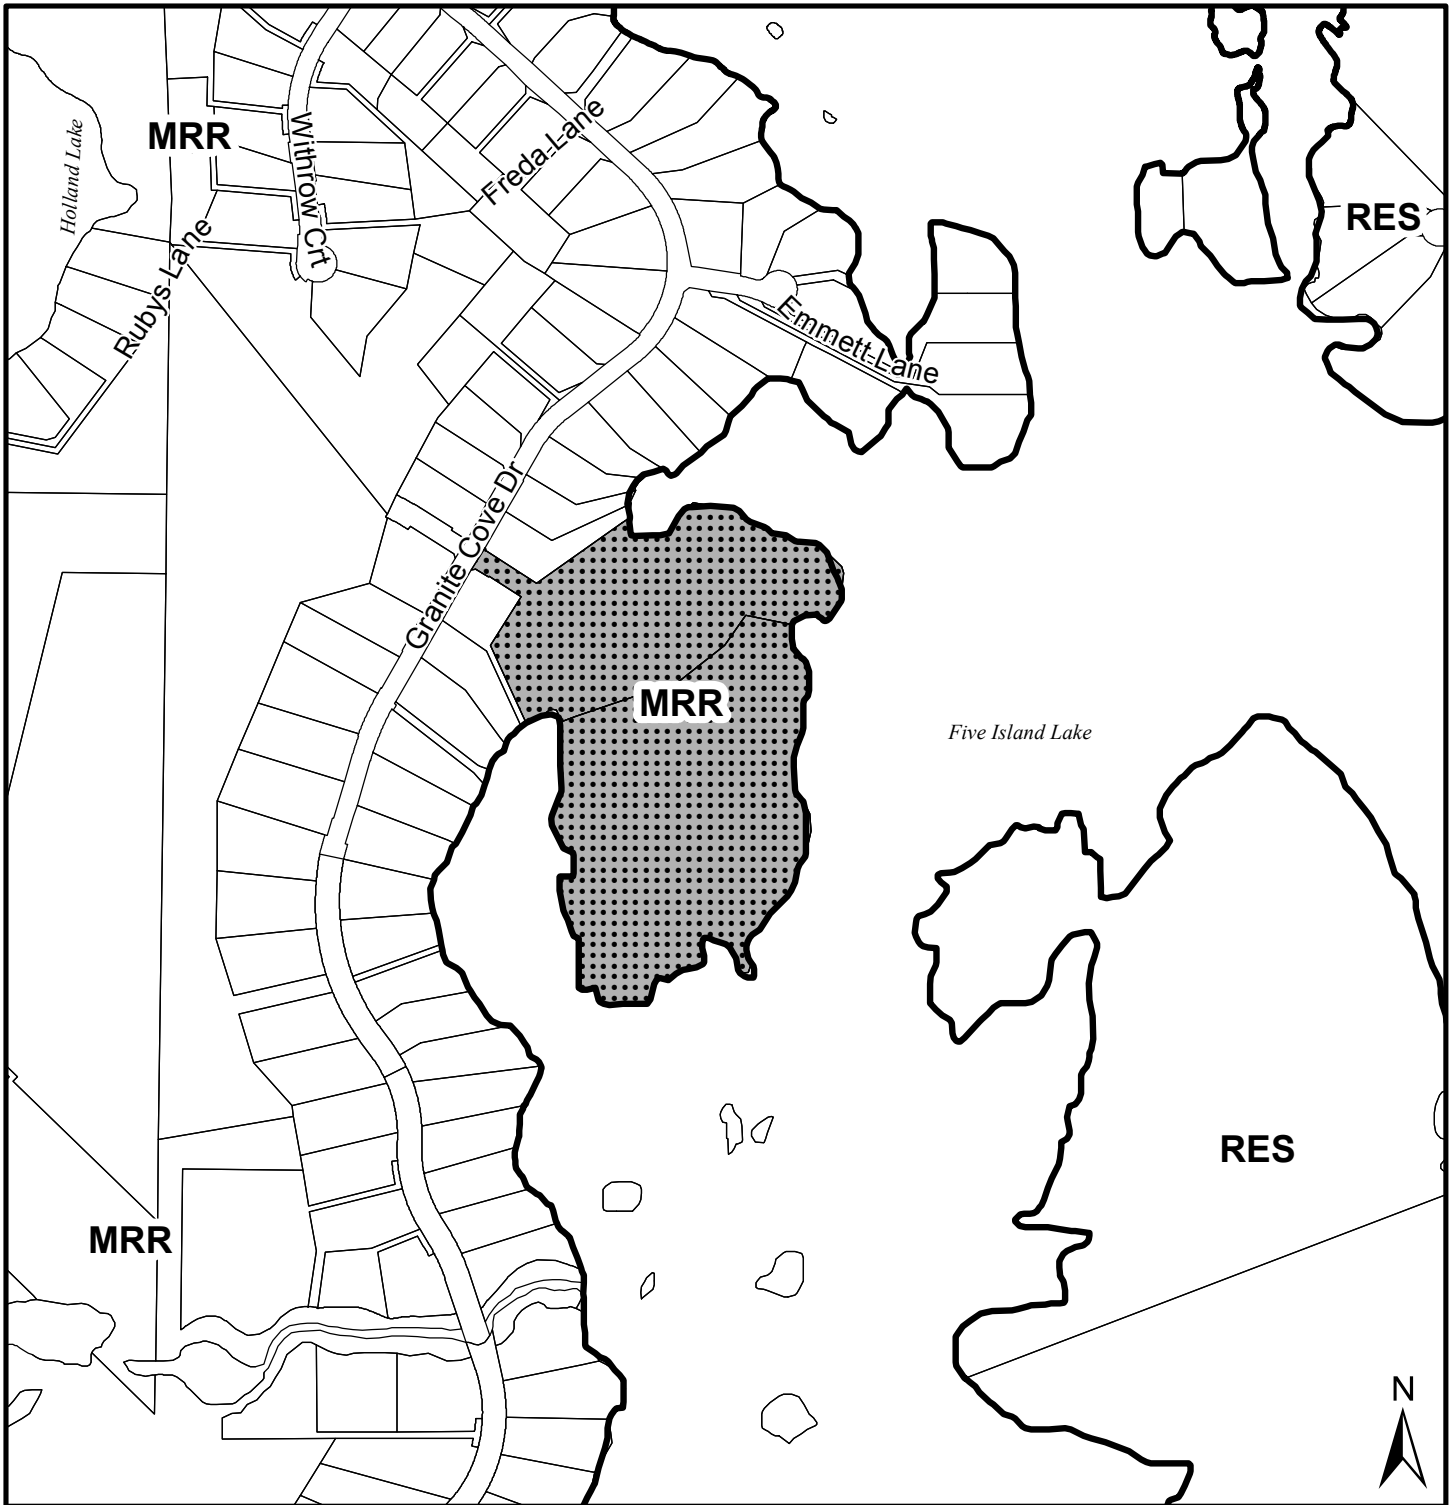 MRR
Holland Lake
Withrow Crt
Freda Lane
Rubys Lane
RES
Emmett Lane
Granite Cove Dr
MRR
Five Island Lake
RES
MRR
N